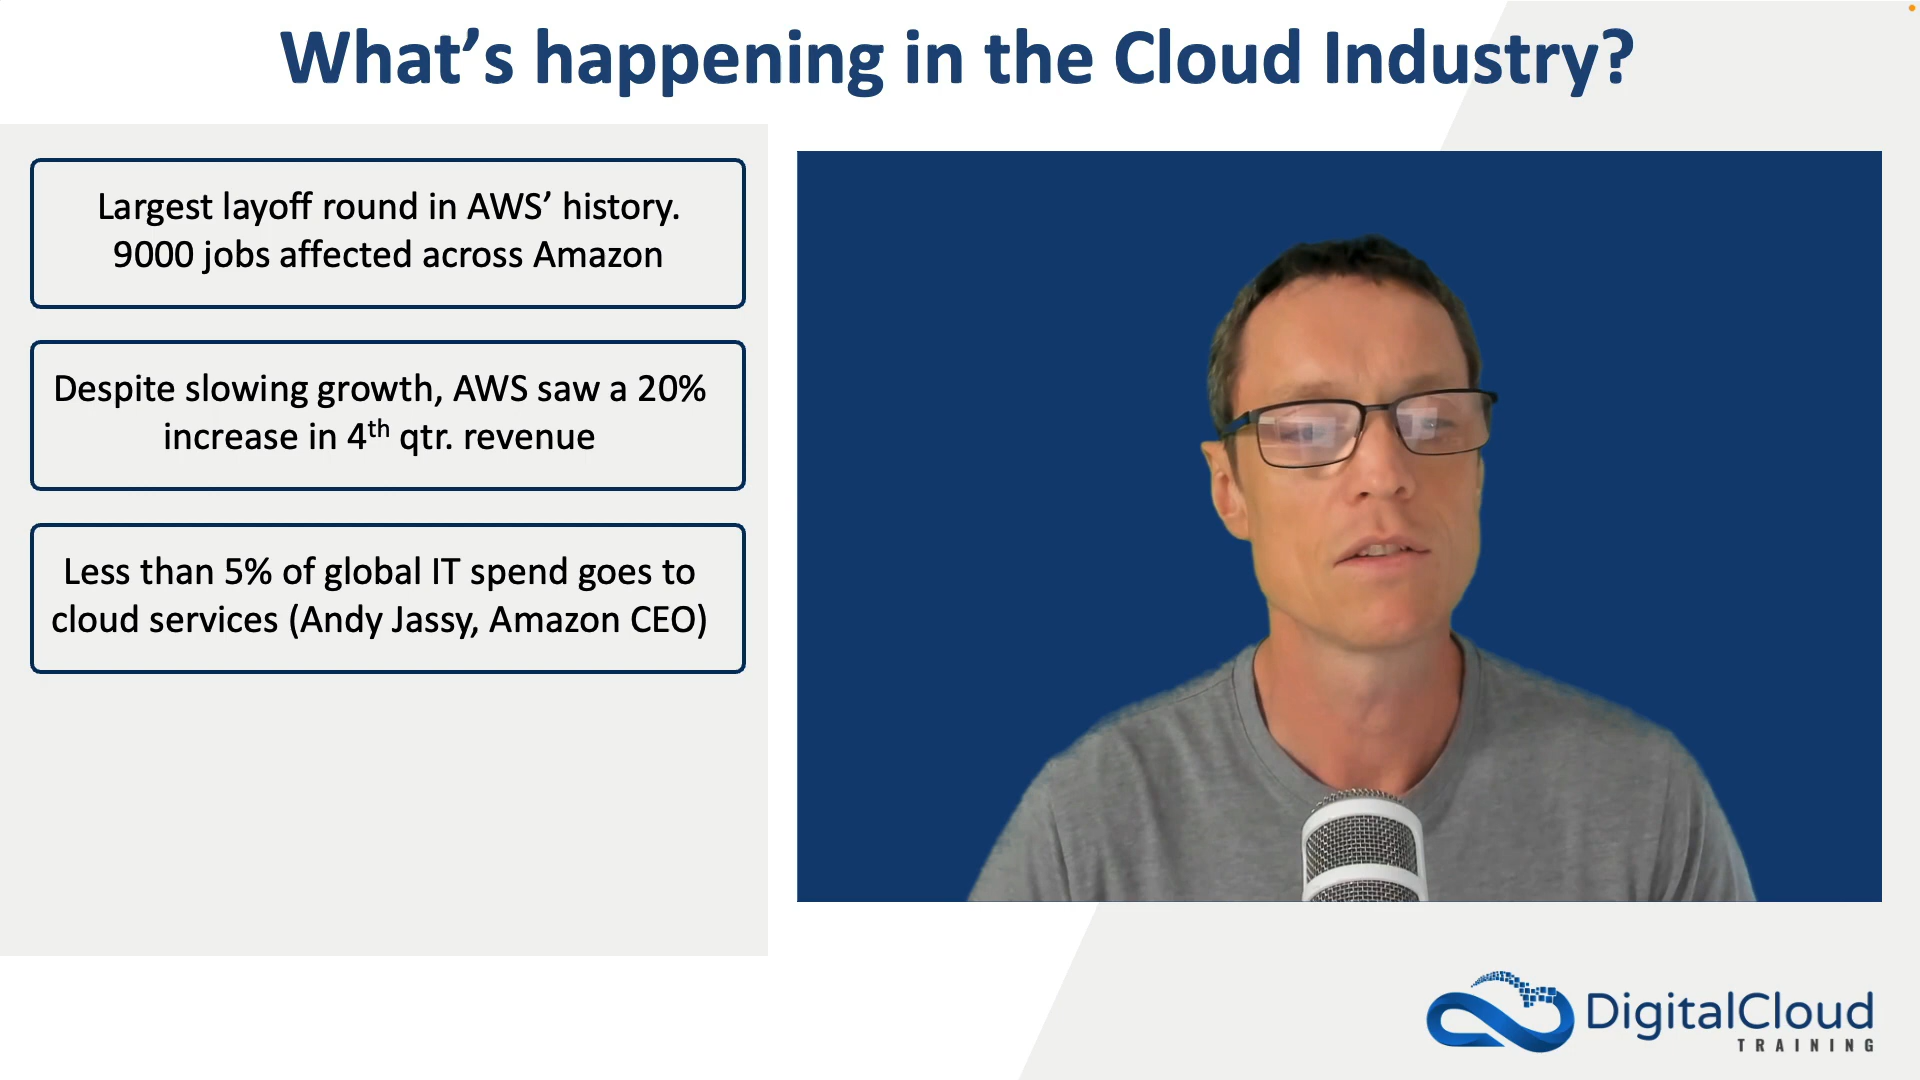 What’s happening in the Cloud Industry?
Largest layoff round in AWS’ history.
9000 jobs affected across Amazon
Despite slowing growth, AWS saw a 20%
increase in 4th qtr. revenue
Less than 5% of global IT spend goes to
cloud services (Andy Jassy, Amazon CEO)
DigitalCloud
TRAINING